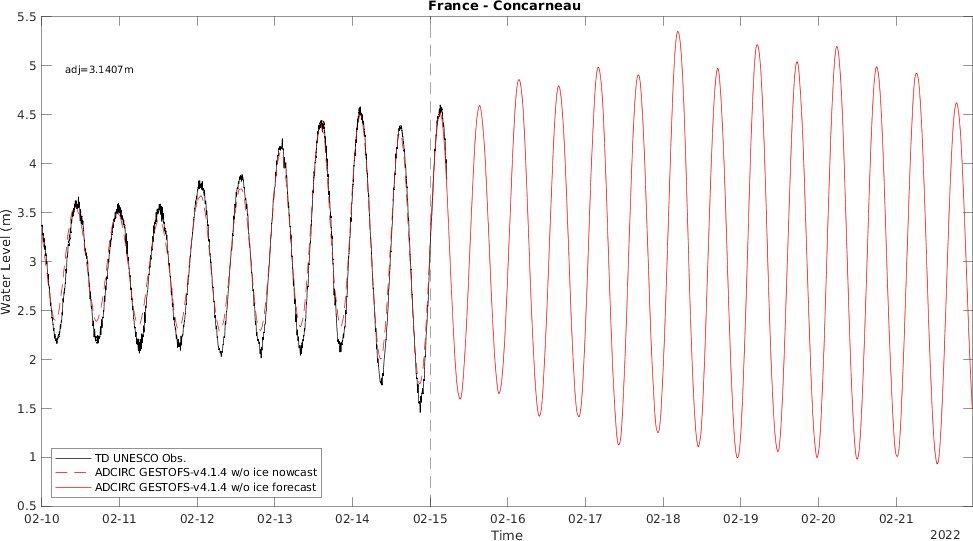 France - Concarneau
5.5
5
4.5
4
3.5
3
2.5
2
1.5
1
0.5
Water Level (m)
adj=3.1407m
TD UNESCO Obs.
ADCIRC GESTOFS-v4.1.4 w/o ice nowcast
ADCIRC GESTOFS-v4.1.4 w/o ice forecast
02-10 02-11 02-12 02-13 02-14 02-15 02-16 02-17 02-18 02-19 02-20 02-21
Time
2022